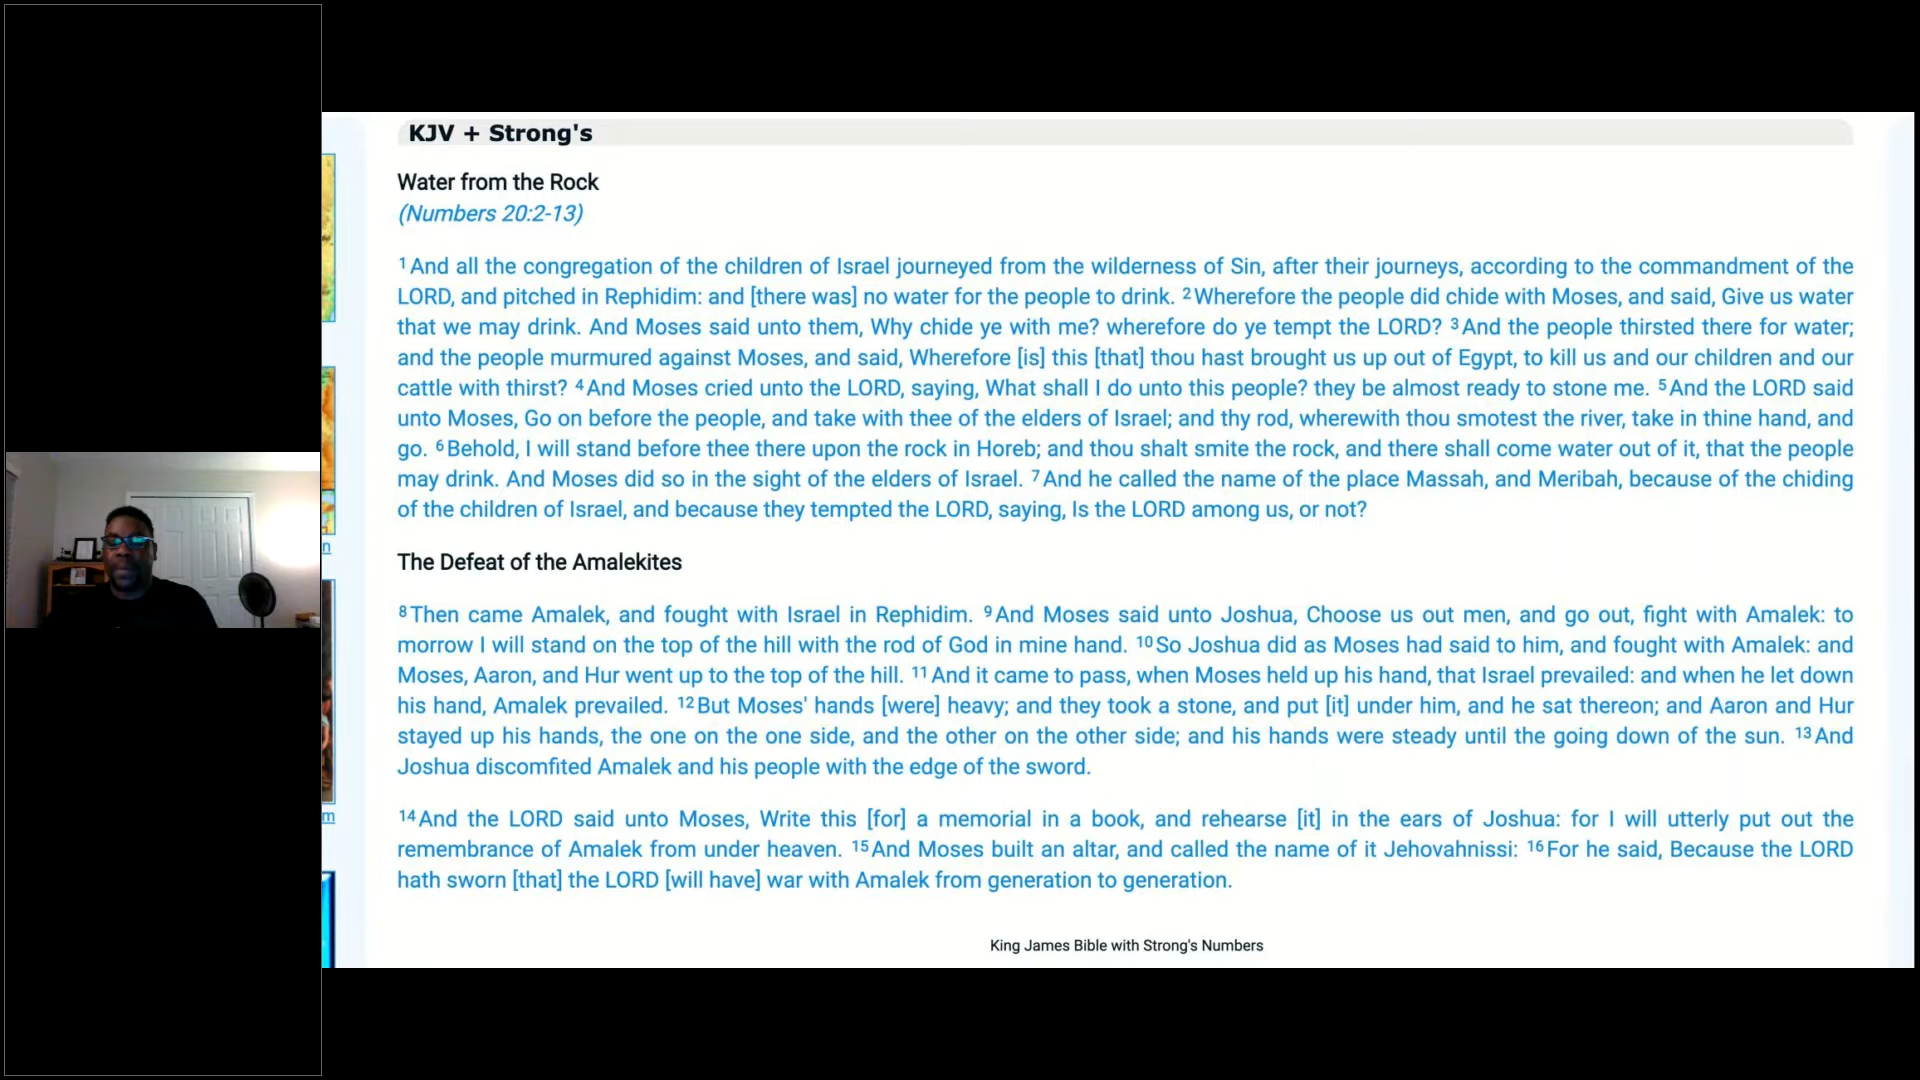 KJV + Strong's
Water from the Rock
(Numbers 20:2-13)
1 And all the congregation of the children of Israel journeyed from the wilderness of Sin, after their journeys, according to the commandment of the
LORD, and pitched in Rephidim: and [there was] no water for the people to drink. 2 Wherefore the people did chide with Moses, and said, Give us water
that we may drink. And Moses said unto them, Why chide ye with me? wherefore do ye tempt the LORD? 3 And the people thirsted there for water;
and the people murmured against Moses, and said, Wherefore [is] this [that] thou hast brought us up out of Egypt, to kill us and our children and our
cattle with thirst? 4 And Moses cried unto the LORD, saying, What shall I do unto this people? they be almost ready to stone me. 5 And the LORD said
unto Moses, Go on before the people, and take with thee of the elders of Israel; and thy rod, wherewith thou smotest the river, take in thine hand, and
go. 6 Behold, I will stand before thee there upon the rock in Horeb; and thou shalt smite the rock, and there shall come water out of it, that the people
may drink. And Moses did so in the sight of the elders of Israel. 7 And he called the name of the place Massah, and Meribah, because of the chiding
of the children of Israel, and because they tempted the LORD, saying, Is the LORD among us, or not?
n
The Defeat of the Amalekites
8 Then came Amalek, and fought with Israel in Rephidim. 9 And Moses said unto Joshua, Choose us out men, and go out, fight with Amalek: to
morrow I will stand on the top of the hill with the rod of God in mine hand. 10 So Joshua did as Moses had said to him, and fought with Amalek: and
Moses, Aaron, and Hur went up to the top of the hill. 11 And it came to pass, when Moses held up his hand, that Israel prevailed: and when he let down
his hand, Amalek prevailed. 12 But Moses' hands [were] heavy; and they took a stone, and put [it] under him, and he sat thereon; and Aaron and Hur
stayed up his hands, the one on the one side, and the other on the other side; and his hands were steady until the going down of the sun. 13 And
Joshua discomfited Amalek and his people with the edge of the sword.
m
14 And the LORD said unto Moses, Write this [for] a memorial in a book, and rehearse [it] in the ears of Joshua: for I will utterly put out the
remembrance of Amalek from under heaven. 15 And Moses built an altar, and called the name of it Jehovahnissi: 16 For he said, Because the LORD
hath sworn [that] the LORD [will have] war with Amalek from generation to generation.
King James Bible with Strong's Numbers